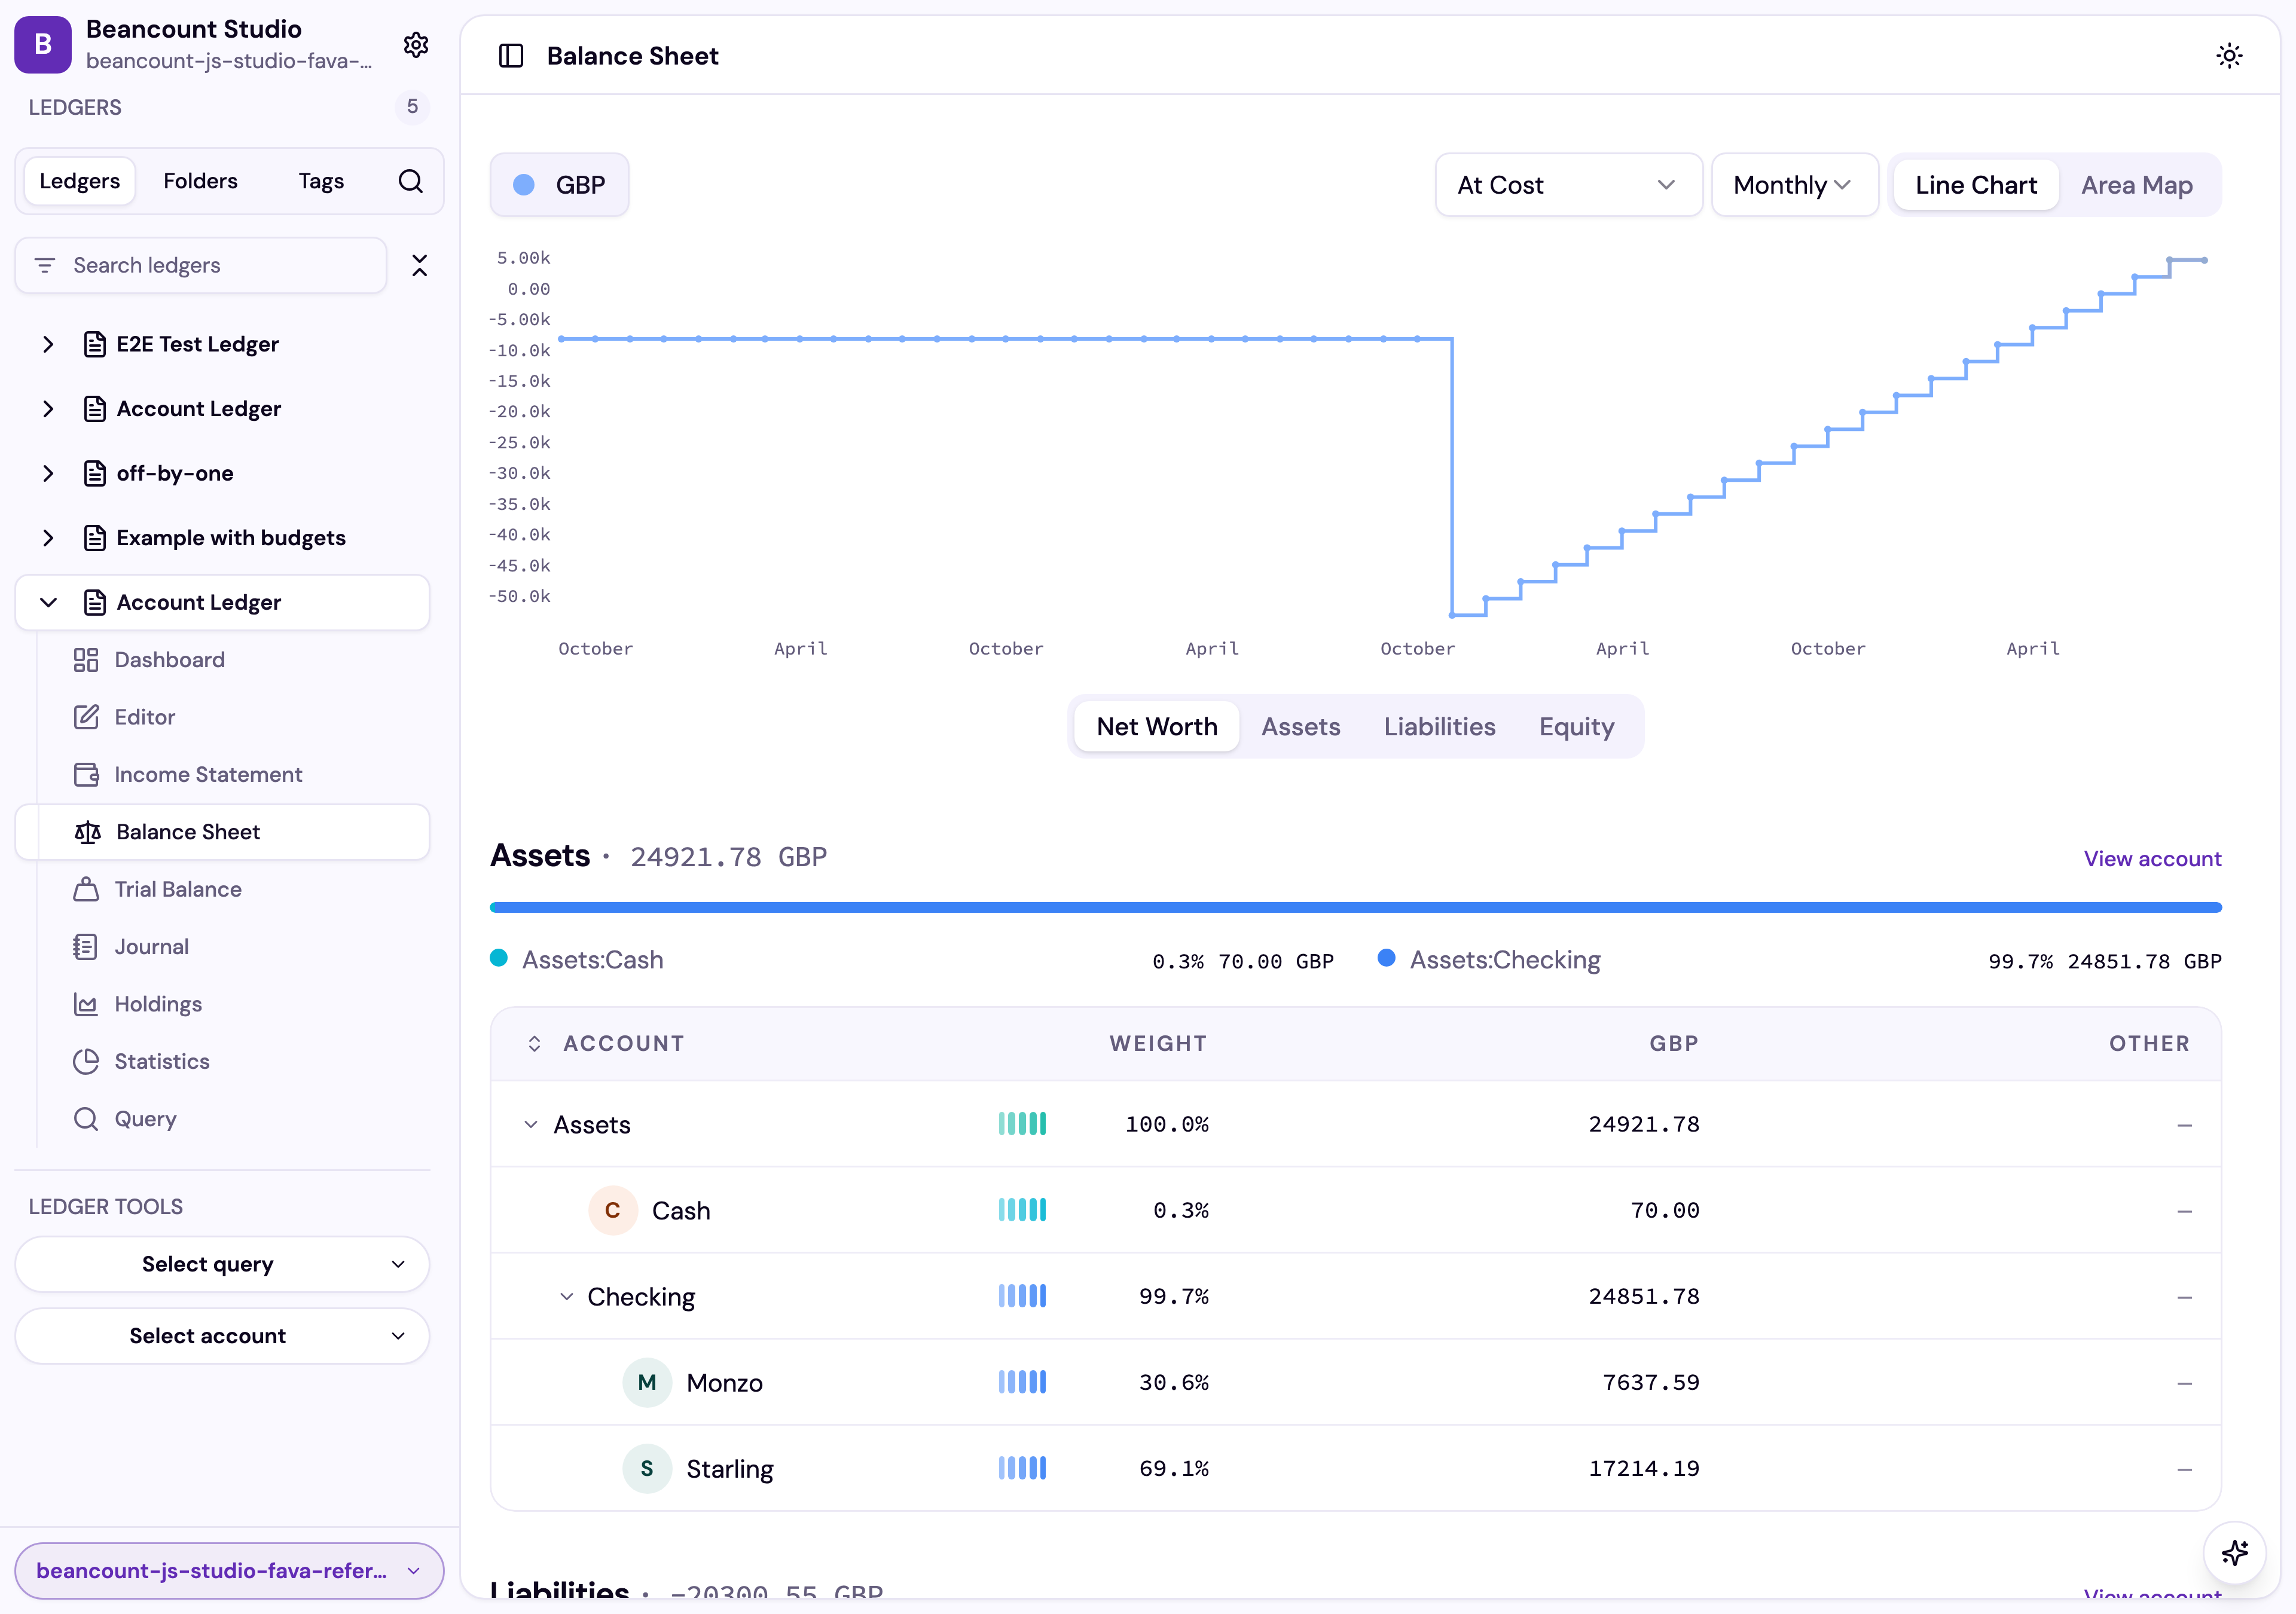 B
Beancount Studio
beancount-js-studio-fava-...
LEDGERS
5
Ledgers
Folders
Tags
Search ledgers
E2E Test Ledger
Account Ledger
off-by-one
Example with budgets
Account Ledger
Dashboard
Editor
Income Statement
Balance Sheet
Trial Balance
Journal
Holdings
Statistics
Query
LEDGER TOOLS
Select query
Select account
beancount-js-studio-fava-refer...
Balance Sheet
GBP
At Cost
Monthly
Line Chart
Area Map
5.00k
0.00
-5.00k
-10.0k
-15.0k
-20.0k
-25.0k
-30.0k
-35.0k
-40.0k
-45.0k
-50.0k
October April October April October April October April
Net Worth
Assets
Liabilities
Equity
Assets · 24921.78 GBP
View account
Assets:Cash 0.3% 70.00 GBP
Assets:Checking 99.7% 24851.78 GBP
ACCOUNT WEIGHT GBP OTHER
Assets 100.0% 24921.78 —
C Cash 0.3% 70.00 —
Checking 99.7% 24851.78 —
M Monzo 30.6% 7637.59 —
S Starling 69.1% 17214.19 —
Liabilities · -20300.55 GBP
View account